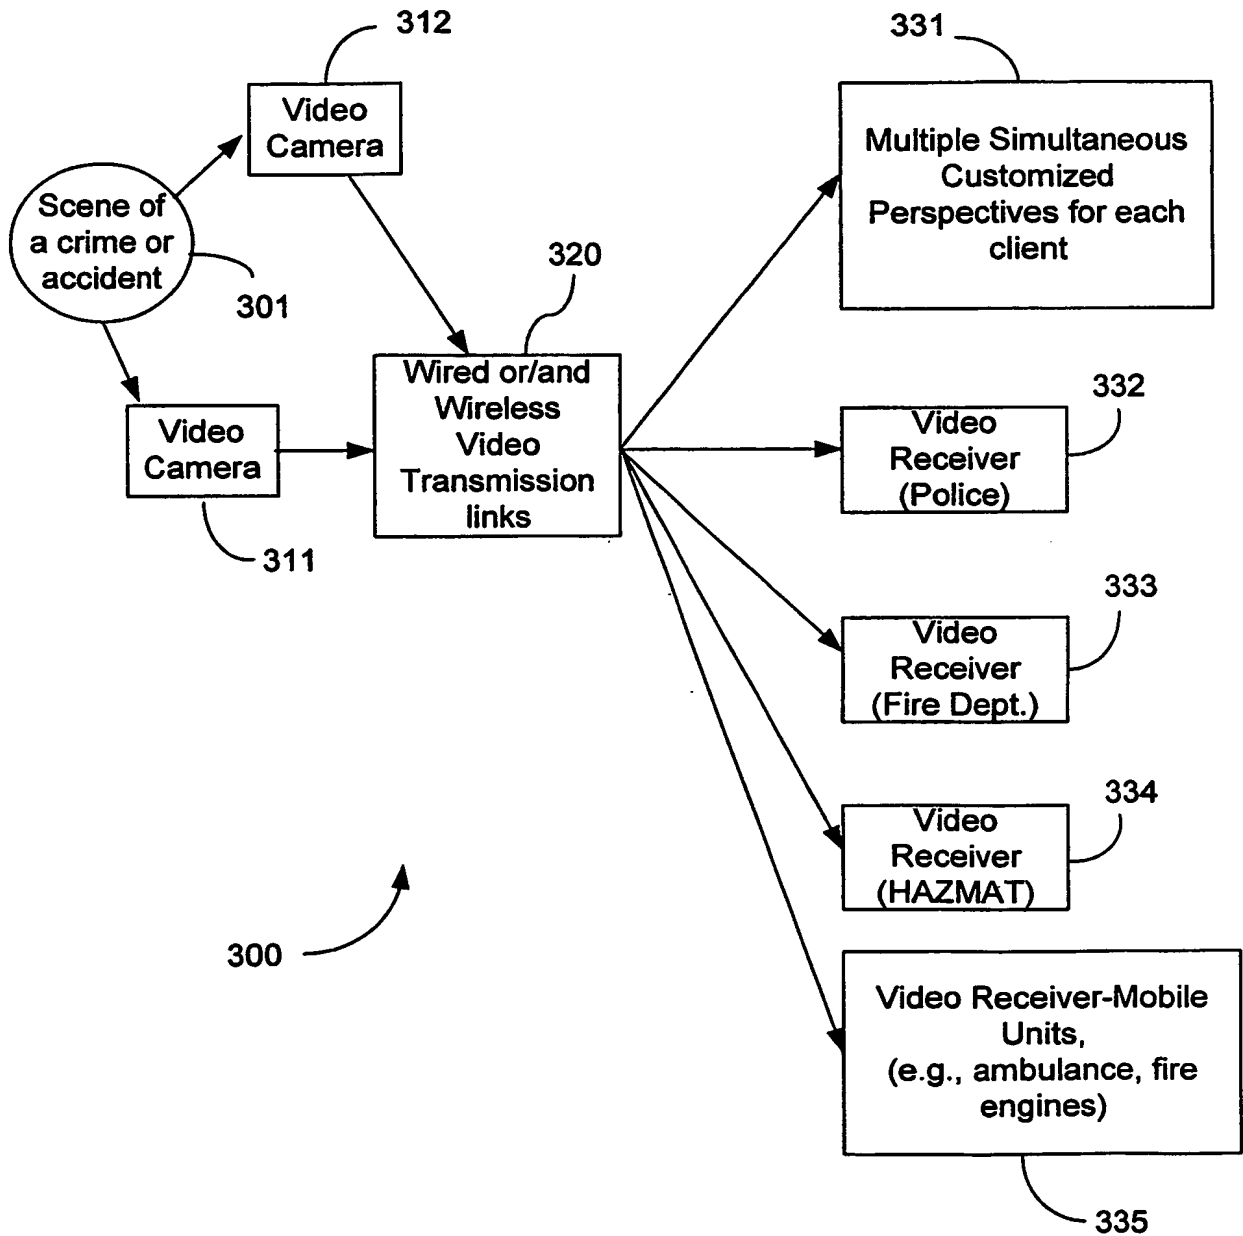 312
331
Video
Camera
Multiple Simultaneous
Customized
Perspectives for each
client
Scene of
a crime or
accident
301
320
Wired or/and
Wireless
Video
Transmission
links
332
Video
Receiver
(Police)
Video
Camera
311
333
Video
Receiver
(Fire Dept.)
334
Video
Receiver
(HAZMAT)
300
Video Receiver-Mobile
Units,
(e.g., ambulance, fire
engines)
335